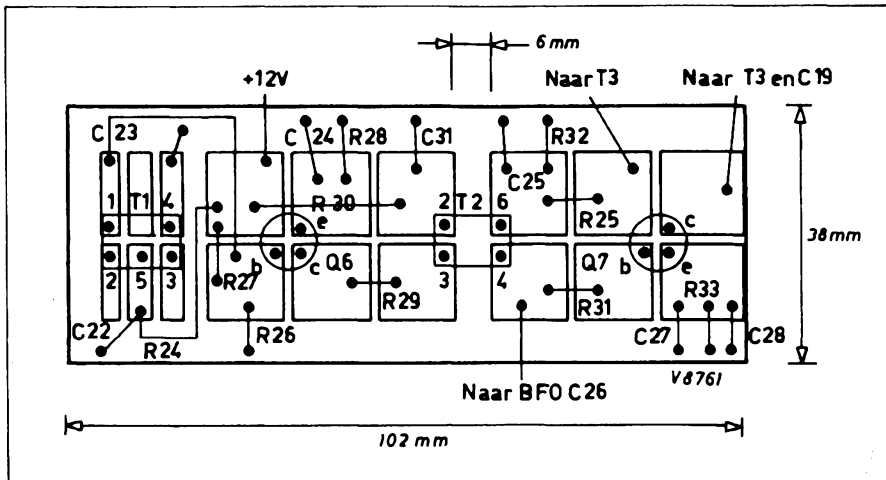 6 mm
+12V
Naar T3
Naar T3 en C19
C 23
C 24
R28
C31
R32
C25
1
T1
4
R 30
2
T 2
6
R25
e
c
38 mm
R27
b
c
Q6
Q7
b
e
2
5
3
3
4
R29
R31
R33
C22
R24
R26
C27
C28
Naar BFO C26
V8761
102 mm